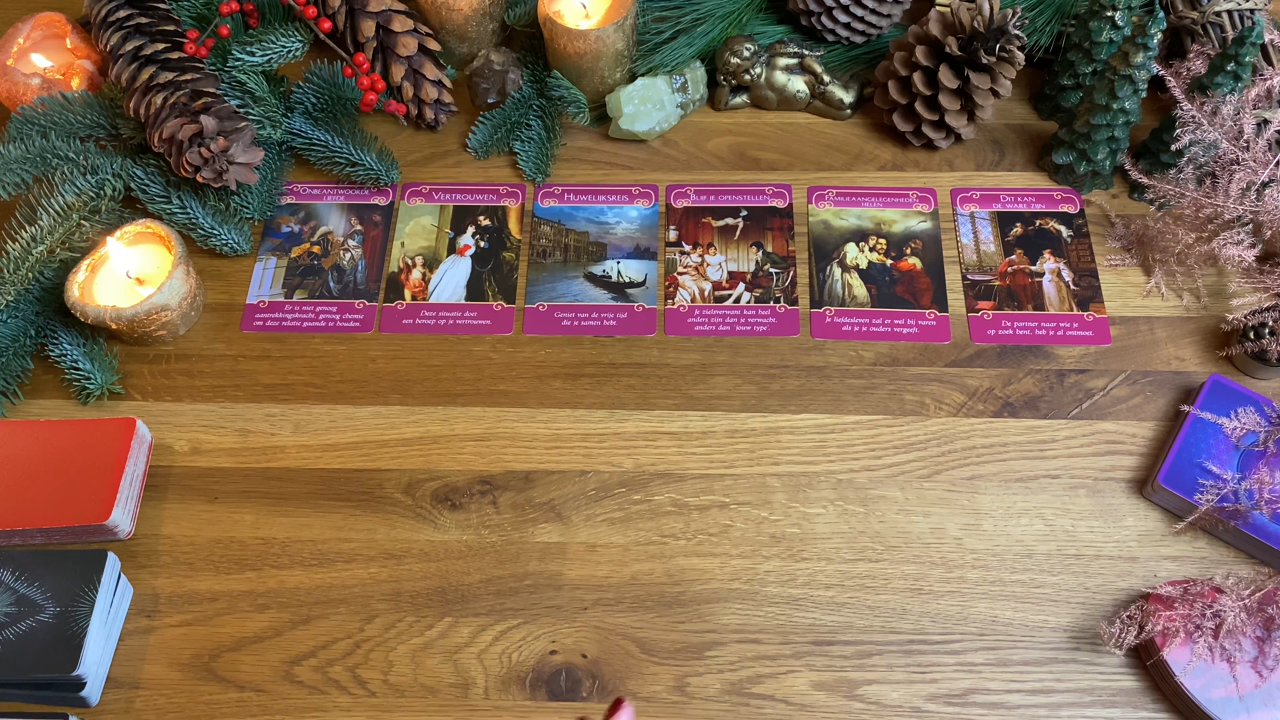 Onbeantwoorde
liefde
Er is niet genoeg
aantrekkingskracht, genoeg chemie
om deze relatie gaande te houden.
Vertrouwen
Deze situatie doet
een beroep op je vertrouwen.
Huwelijksreis
Geniet van de vrije tijd
die je samen hebt.
Blijf je openstellen
Je zielsverwant kan heel
anders zijn dan je verwacht,
anders dan 'jouw type'.
Familieaangelegenheden
helen
Je liefdesleven zal er wel bij varen
als je je ouders vergeeft.
Dit kan
de ware zijn
De partner naar wie je
op zoek bent, heb je al ontmoet.